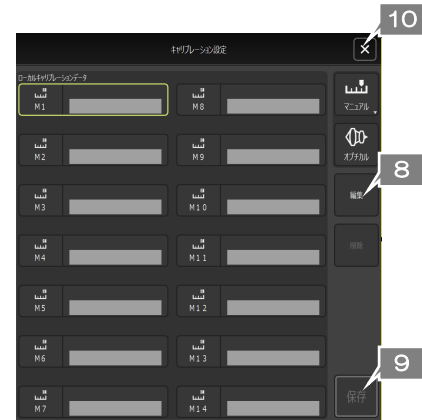 10
キャリブレーション設定
ローカルキャリブレーションデータ
M1
M8
マニュアル
M2
M9
オプチカル
8
M3
M10
編集
M4
M11
削除
M5
M12
M6
M13
9
M7
M14
保存